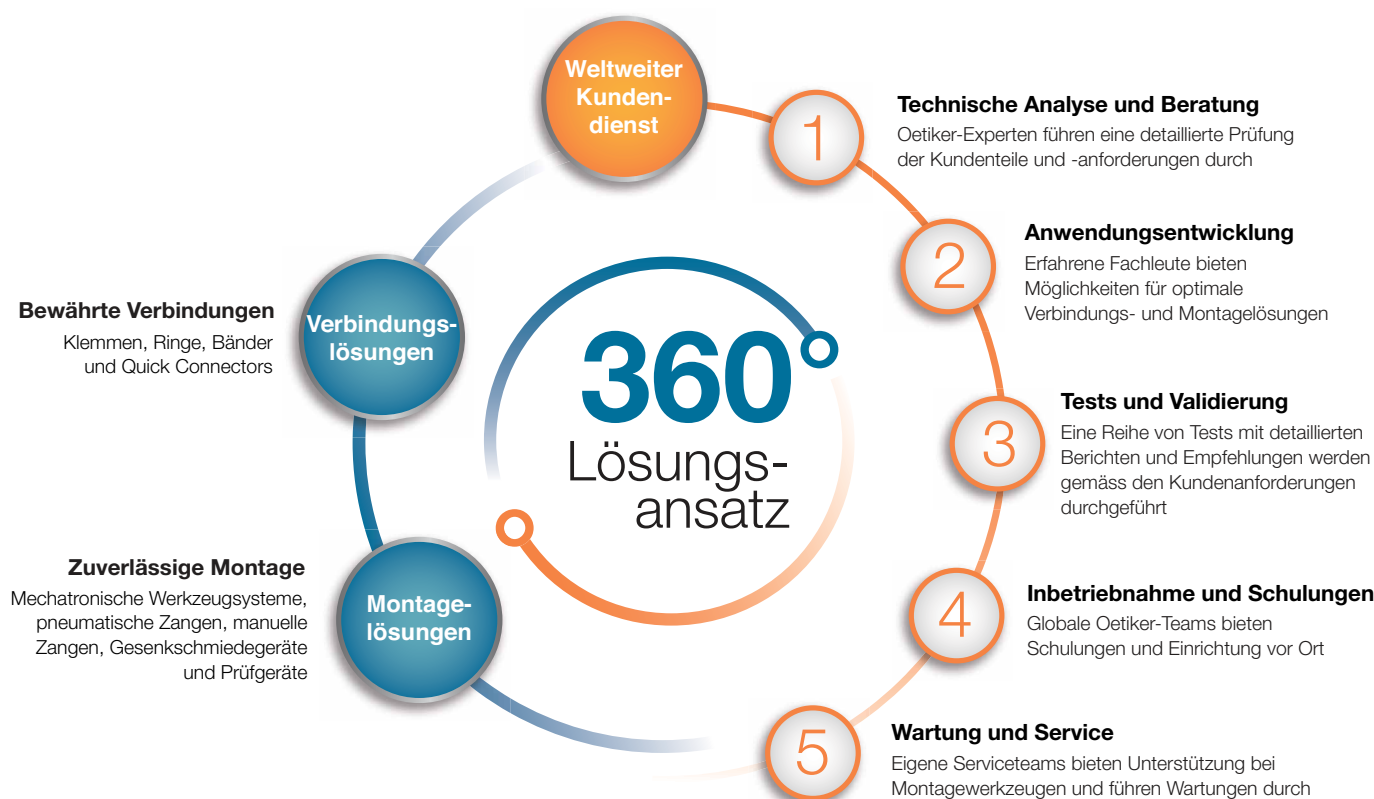 Weltweiter
Kunden-
dienst
1
Technische Analyse und Beratung
Oetiker-Experten führen eine detaillierte Prüfung
der Kundenteile und -anforderungen durch
2
Anwendungsentwicklung
Erfahrene Fachleute bieten
Möglichkeiten für optimale
Verbindungs- und Montagelösungen
3
Tests und Validierung
Eine Reihe von Tests mit detaillierten
Berichten und Empfehlungen werden
gemäss den Kundenanforderungen
durchgeführt
4
Inbetriebnahme und Schulungen
Globale Oetiker-Teams bieten
Schulungen und Einrichtung vor Ort
5
Wartung und Service
Eigene Serviceteams bieten Unterstützung bei
Montagewerkzeugen und führen Wartungen durch
Verbindungs-
lösungen
Bewährte Verbindungen
Klemmen, Ringe, Bänder
und Quick Connectors
Montage-
lösungen
Zuverlässige Montage
Mechatronische Werkzeugsysteme,
pneumatische Zangen, manuelle
Zangen, Gesenkschmiedegeräte
und Prüfgeräte
360°
Lösungs-
ansatz